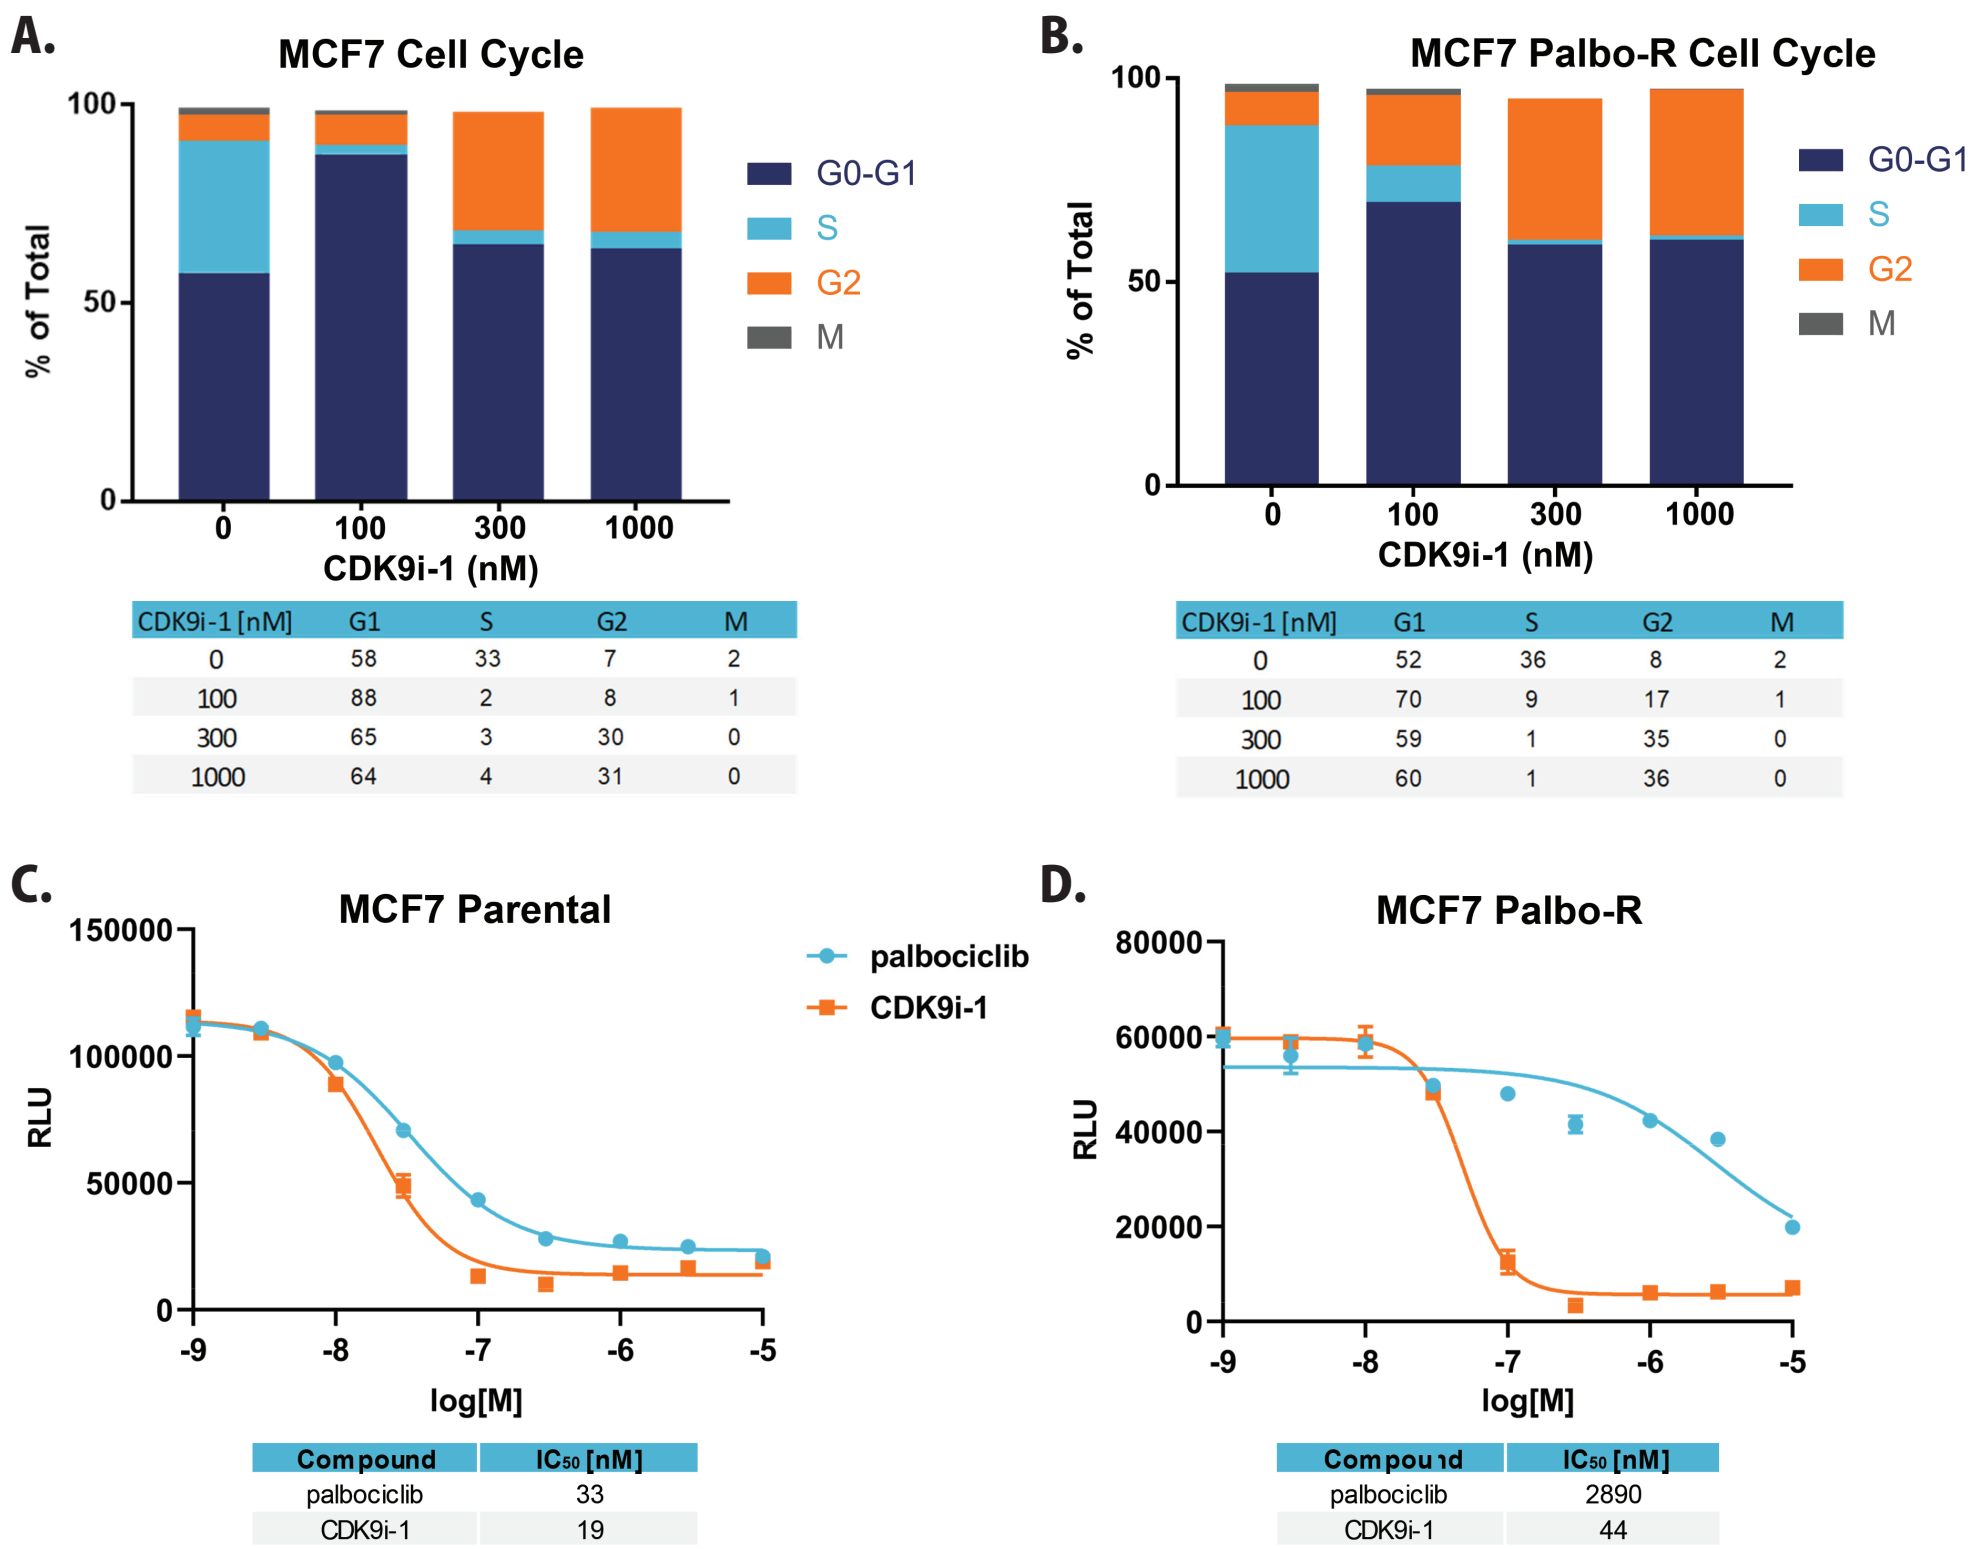 A.
MCF7 Cell Cycle
100
50
0
% of Total
0 100 300 1000
CDK9i-1 (nM)
G0-G1
S
G2
M
CDK9i-1 [nM] G1 S G2 M
0 58 33 7 2
100 88 2 8 1
300 65 3 30 0
1000 64 4 31 0
B.
MCF7 Palbo-R Cell Cycle
100
50
0
% of Total
0 100 300 1000
CDK9i-1 (nM)
G0-G1
S
G2
M
CDK9i-1 [nM] G1 S G2 M
0 52 36 8 2
100 70 9 17 1
300 59 1 35 0
1000 60 1 36 0
C.
MCF7 Parental
150000
100000
50000
0
RLU
-9 -8 -7 -6 -5
log[M]
palbociclib
CDK9i-1
Compound IC50 [nM]
palbociclib 33
CDK9i-1 19
D.
MCF7 Palbo-R
80000
60000
40000
20000
0
RLU
-9 -8 -7 -6 -5
log[M]
Compound IC50 [nM]
palbociclib 2890
CDK9i-1 44